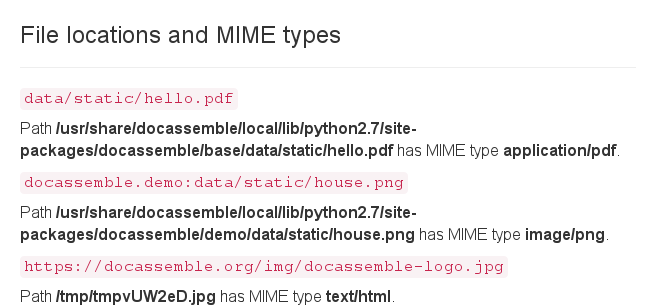 File locations and MIME types
data/static/hello.pdf
Path /usr/share/docassemble/local/lib/python2.7/site-
packages/docassemble/base/data/static/hello.pdf has MIME type application/pdf.
docassemble.demo:data/static/house.png
Path /usr/share/docassemble/local/lib/python2.7/site-
packages/docassemble/demo/data/static/house.png has MIME type image/png.
https://docassemble.org/img/docassemble-logo.jpg
Path /tmp/tmpvUW2eD.jpg has MIME type text/html.